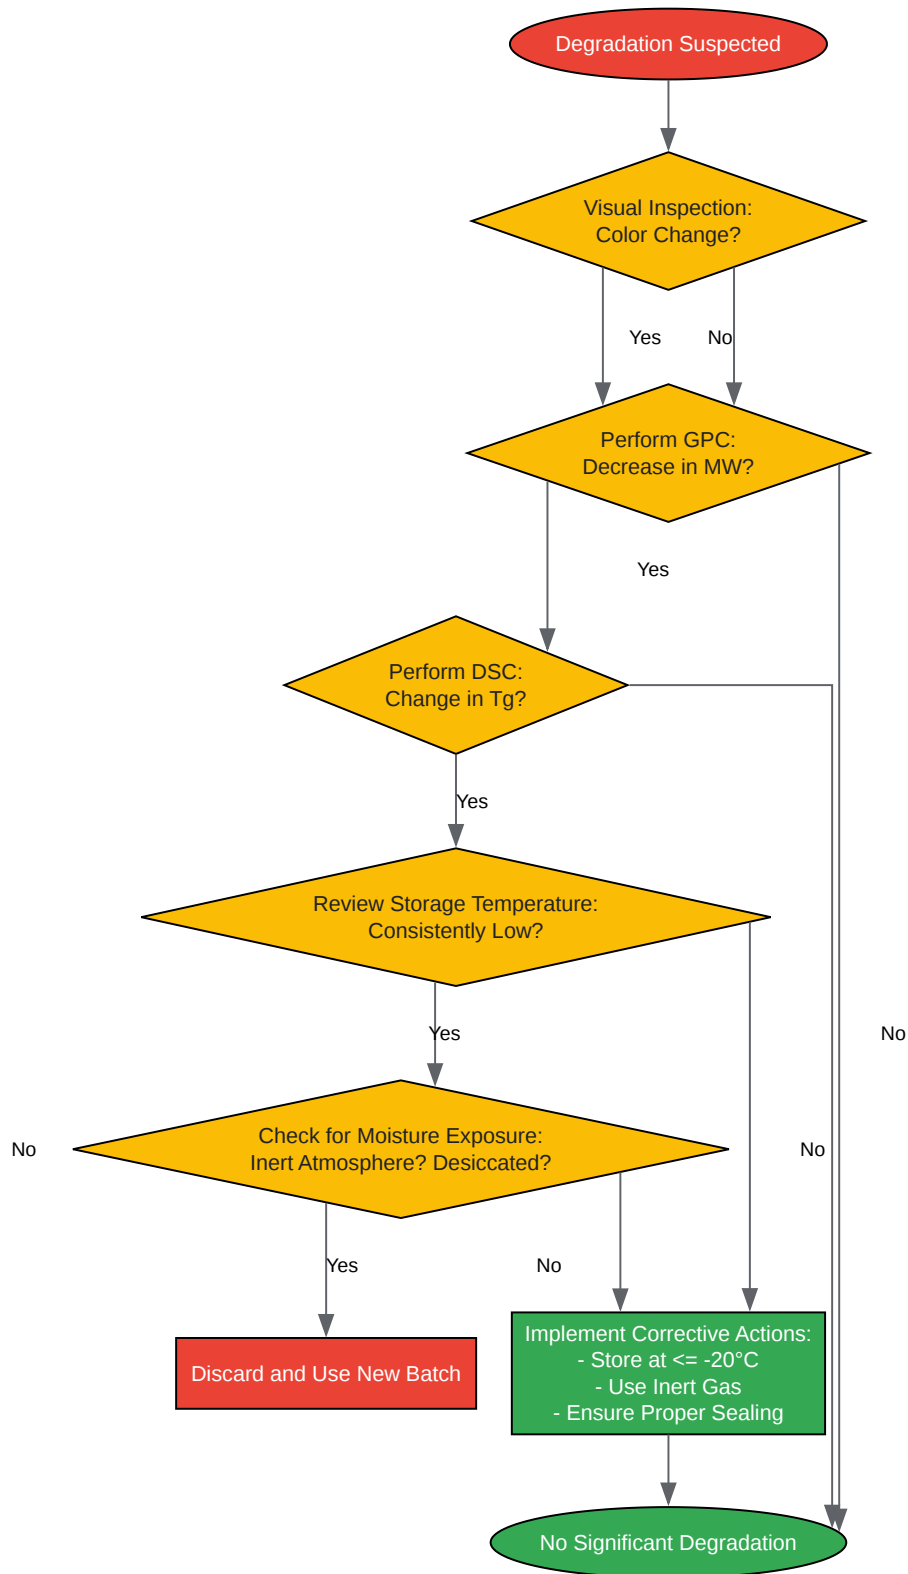 Degradation Suspected
Visual Inspection:
Color Change?
Yes
No
Perform GPC:
Decrease in MW?
Yes
Perform DSC:
Change in Tg?
Yes
Review Storage Temperature:
Consistently Low?
Yes
No
Check for Moisture Exposure:
Inert Atmosphere? Desiccated?
No
No
Yes
No
Implement Corrective Actions:
- Store at <= -20°C
- Use Inert Gas
- Ensure Proper Sealing
Discard and Use New Batch
No Significant Degradation